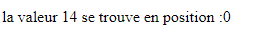 la valeur 14 se trouve en position :0